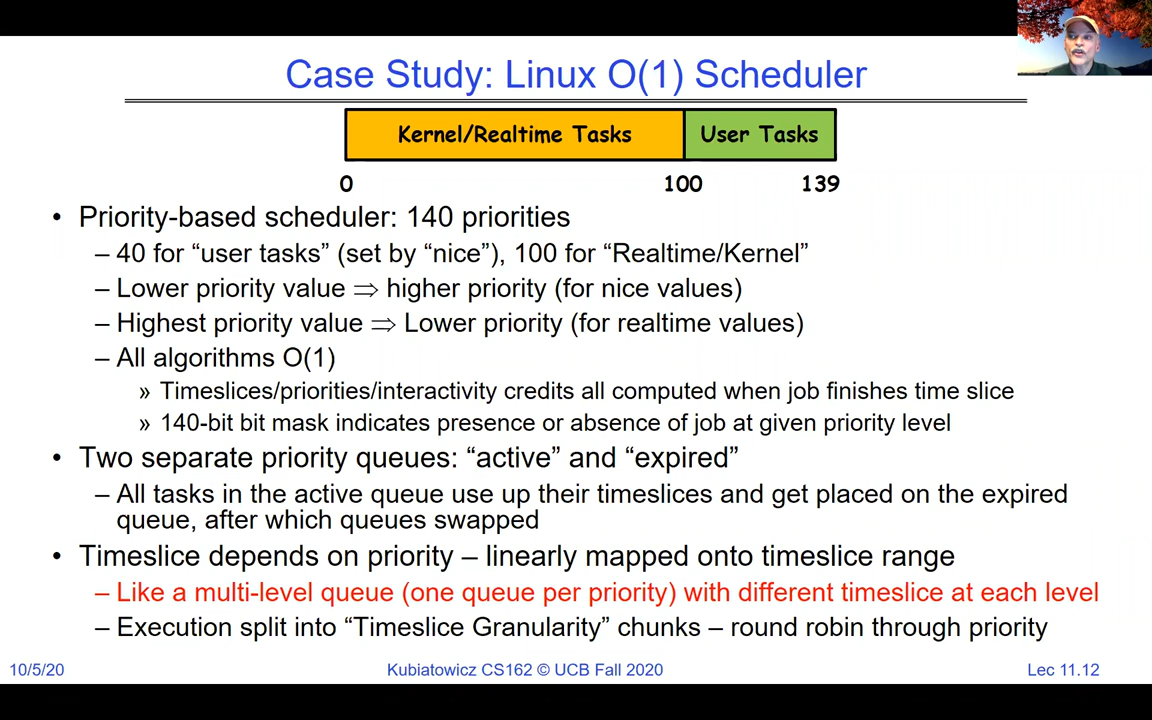 Case Study: Linux O(1) Scheduler
Kernel/Realtime Tasks User Tasks
0 100 139
• Priority-based scheduler: 140 priorities
– 40 for “user tasks” (set by “nice”), 100 for “Realtime/Kernel”
– Lower priority value ⇒ higher priority (for nice values)
– Highest priority value ⇒ Lower priority (for realtime values)
– All algorithms O(1)
» Timeslices/priorities/interactivity credits all computed when job finishes time slice
» 140-bit bit mask indicates presence or absence of job at given priority level
• Two separate priority queues: “active” and “expired”
– All tasks in the active queue use up their timeslices and get placed on the expired
queue, after which queues swapped
• Timeslice depends on priority – linearly mapped onto timeslice range
– Like a multi-level queue (one queue per priority) with different timeslice at each level
– Execution split into “Timeslice Granularity” chunks – round robin through priority
10/5/20 Kubiatowicz CS162 © UCB Fall 2020 Lec 11.12